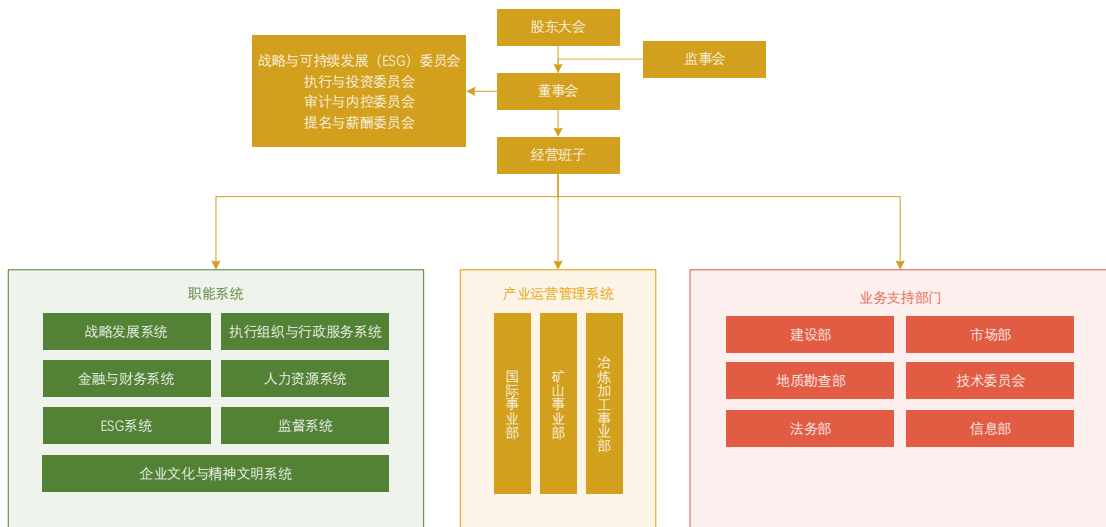 股东大会
战略与可持续发展（ESG）委员会
执行与投资委员会
审计与内控委员会
提名与薪酬委员会
监事会
董事会
经营班子
职能系统
战略发展系统
执行组织与行政服务系统
金融与财务系统
人力资源系统
ESG系统
监督系统
企业文化与精神文明系统
产业运营管理系统
国际事业部
矿山事业部
冶炼加工事业部
业务支持部门
建设部
市场部
地质勘查部
技术委员会
法务部
信息部